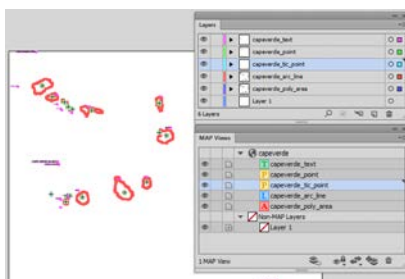 Layers
capeverde_text
capeverde_point
capeverde_tic_point
capeverde_arc_line
capeverde_poly_area
Layer 1
6 Layers
MAP Views
capeverde
T capeverde_text
P capeverde_point
P capeverde_tic_point
L capeverde_arc_line
A capeverde_poly_area
Non-MAP Layers
Layer 1
1 MAP View